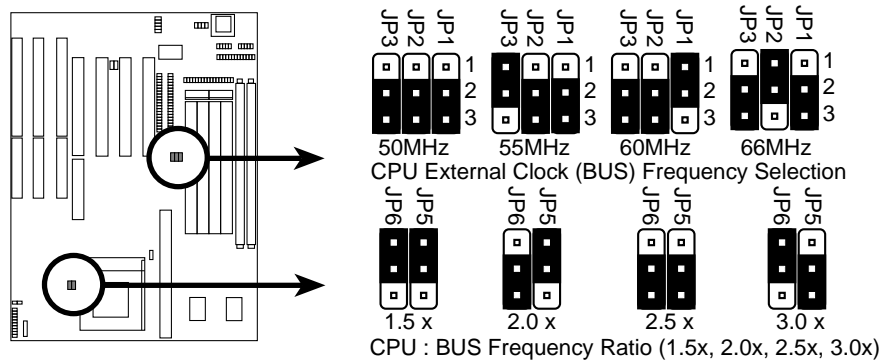 JP3 JP2 JP1 JP3 JP2 JP1 JP3 JP2 JP1 JP3 JP2 JP1
1 1 1 1
2 2 2 2
3 3 3 3
50MHz 55MHz 60MHz 66MHz
CPU External Clock (BUS) Frequency Selection
JP6 JP5 JP6 JP5 JP6 JP5 JP6 JP5
1.5 x 2.0 x 2.5 x 3.0 x
CPU : BUS Frequency Ratio (1.5x, 2.0x, 2.5x, 3.0x)